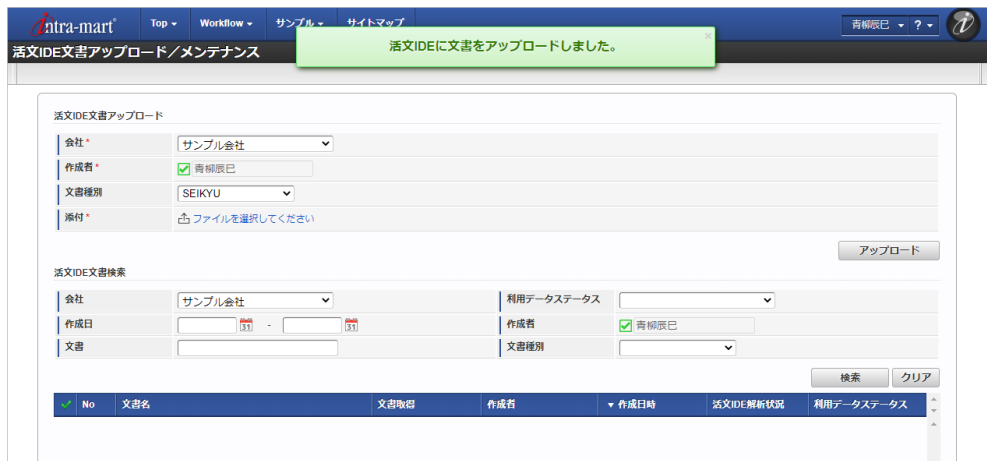 intra-mart Top Workflow サンプル サイトマップ 青柳辰巳 ?
活文IDEに文書をアップロードしました。 ×
活文IDE文書アップロード／メンテナンス
活文IDE文書アップロード
会社* サンプル会社
作成者* 青柳辰巳
文書種別 SEIKYU
添付* ファイルを選択してください
アップロード
活文IDE文書検索
会社 サンプル会社 利用データステータス
作成日 31 - 31 作成者 青柳辰巳
文書 文書種別
検索 クリア
No 文書名 文書取得 作成者 ▼ 作成日時 活文IDE解析状況 利用データステータス